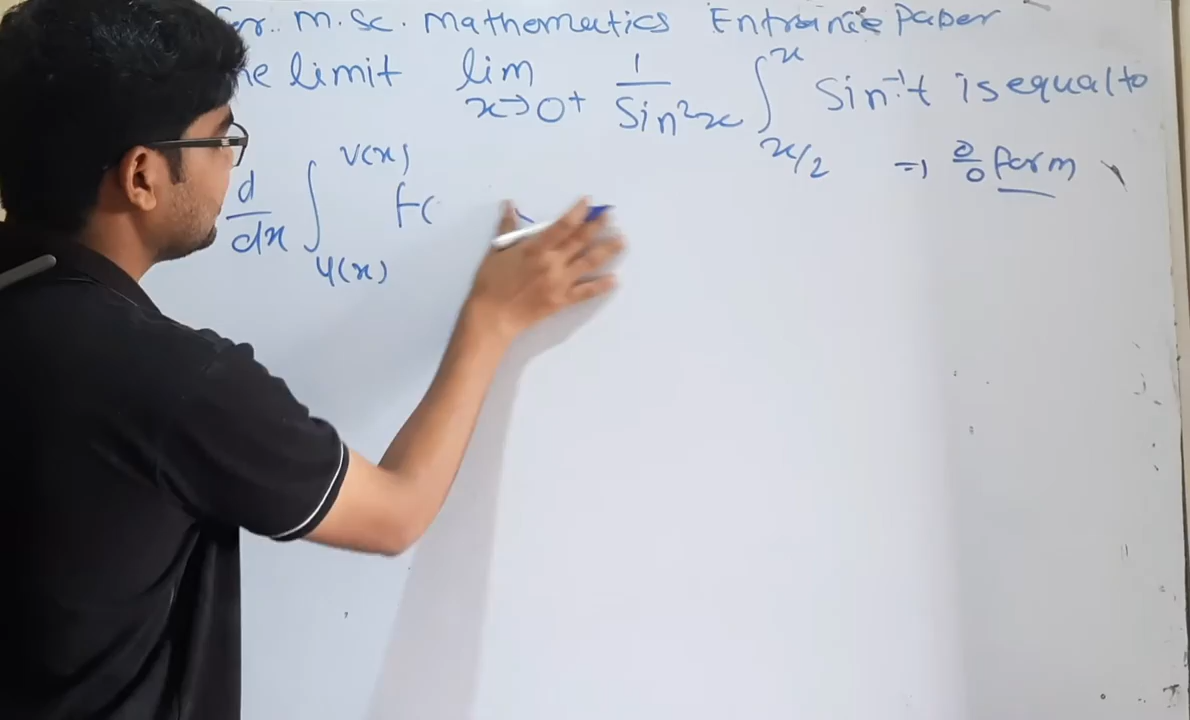 M.Sc. Mathematics Entrance Paper
limit lim x→0+ 1/Sin²x ∫_{x/2}^{x} Sin⁻¹t is equal to
⇒ 0/0 form
d/dx ∫_{u(x)}^{v(x)} f(